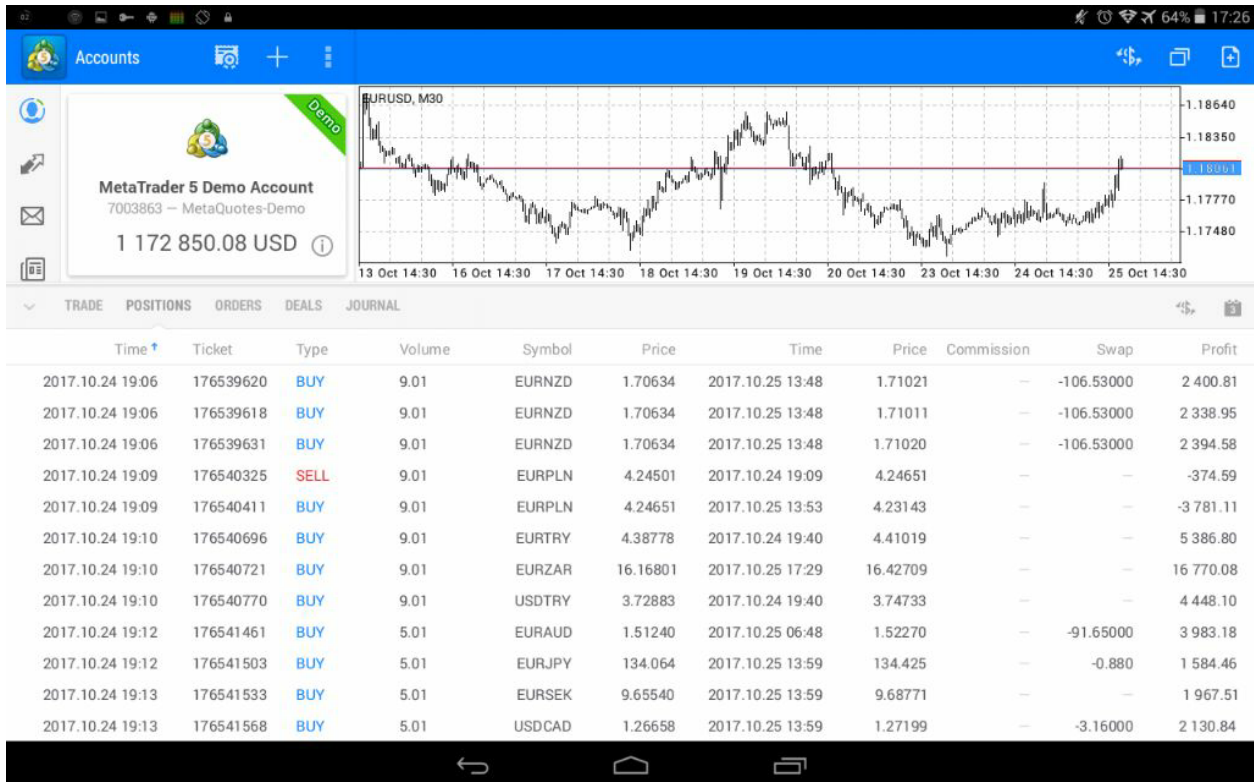 64% 17:26
Accounts
Demo
MetaTrader 5 Demo Account
7003863 — MetaQuotes-Demo
1 172 850.08 USD
EURUSD, M30
1.18640
1.18350
1.18061
1.17770
1.17480
13 Oct 14:30 16 Oct 14:30 17 Oct 14:30 18 Oct 14:30 19 Oct 14:30 20 Oct 14:30 23 Oct 14:30 24 Oct 14:30 25 Oct 14:30
TRADE POSITIONS ORDERS DEALS JOURNAL
Time Ticket Type Volume Symbol Price Time Price Commission Swap Profit
2017.10.24 19:06 176539620 BUY 9.01 EURNZD 1.70634 2017.10.25 13:48 1.71021 — -106.53000 2 400.81
2017.10.24 19:06 176539618 BUY 9.01 EURNZD 1.70634 2017.10.25 13:48 1.71011 — -106.53000 2 338.95
2017.10.24 19:06 176539631 BUY 9.01 EURNZD 1.70634 2017.10.25 13:48 1.71020 — -106.53000 2 394.58
2017.10.24 19:09 176540325 SELL 9.01 EURPLN 4.24501 2017.10.24 19:09 4.24651 — — -374.59
2017.10.24 19:09 176540411 BUY 9.01 EURPLN 4.24651 2017.10.25 13:53 4.23143 — — -3 781.11
2017.10.24 19:10 176540696 BUY 9.01 EURTRY 4.38778 2017.10.24 19:40 4.41019 — — 5 386.80
2017.10.24 19:10 176540721 BUY 9.01 EURZAR 16.16801 2017.10.25 17:29 16.42709 — — 16 770.08
2017.10.24 19:10 176540770 BUY 9.01 USDTRY 3.72883 2017.10.24 19:40 3.74733 — — 4 448.10
2017.10.24 19:12 176541461 BUY 5.01 EURAUD 1.51240 2017.10.25 06:48 1.52270 — -91.65000 3 983.18
2017.10.24 19:12 176541503 BUY 5.01 EURJPY 134.064 2017.10.25 13:59 134.425 — -0.880 1 584.46
2017.10.24 19:13 176541533 BUY 5.01 EURSEK 9.65540 2017.10.25 13:59 9.68771 — — 1 967.51
2017.10.24 19:13 176541568 BUY 5.01 USDCAD 1.26658 2017.10.25 13:59 1.27199 — -3.16000 2 130.84